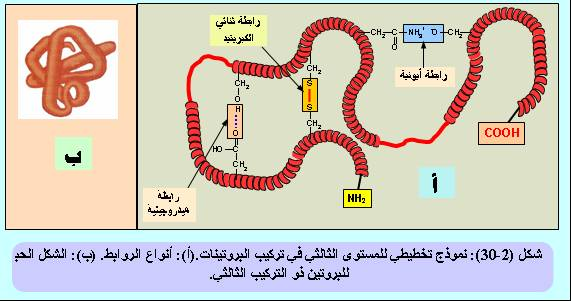 رابطة ثنائي
الكبريتيد
CH₂
C
O
NH₃⁺
⁻O
CH₂
رابطة أيونية
CH₂
S
S
CH₂
CH₂
O
H
O
HO
C
CH₂
رابطة
هيدروجينية
COOH
NH₂
أ
ب
شكل (2-30): نموذج تخطيطي للمستوى الثالثي في تركيب البروتينات.(أ): أنواع الروابط. (ب): الشكل الحب
للبروتين ذو التركيب الثالثي.